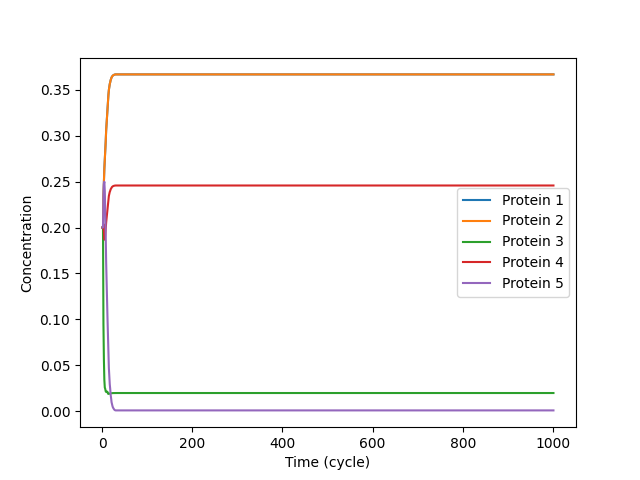 0.35
0.30
0.25
0.20
0.15
0.10
0.05
0.00
Concentration
Protein 1
Protein 2
Protein 3
Protein 4
Protein 5
0 200 400 600 800 1000
Time (cycle)